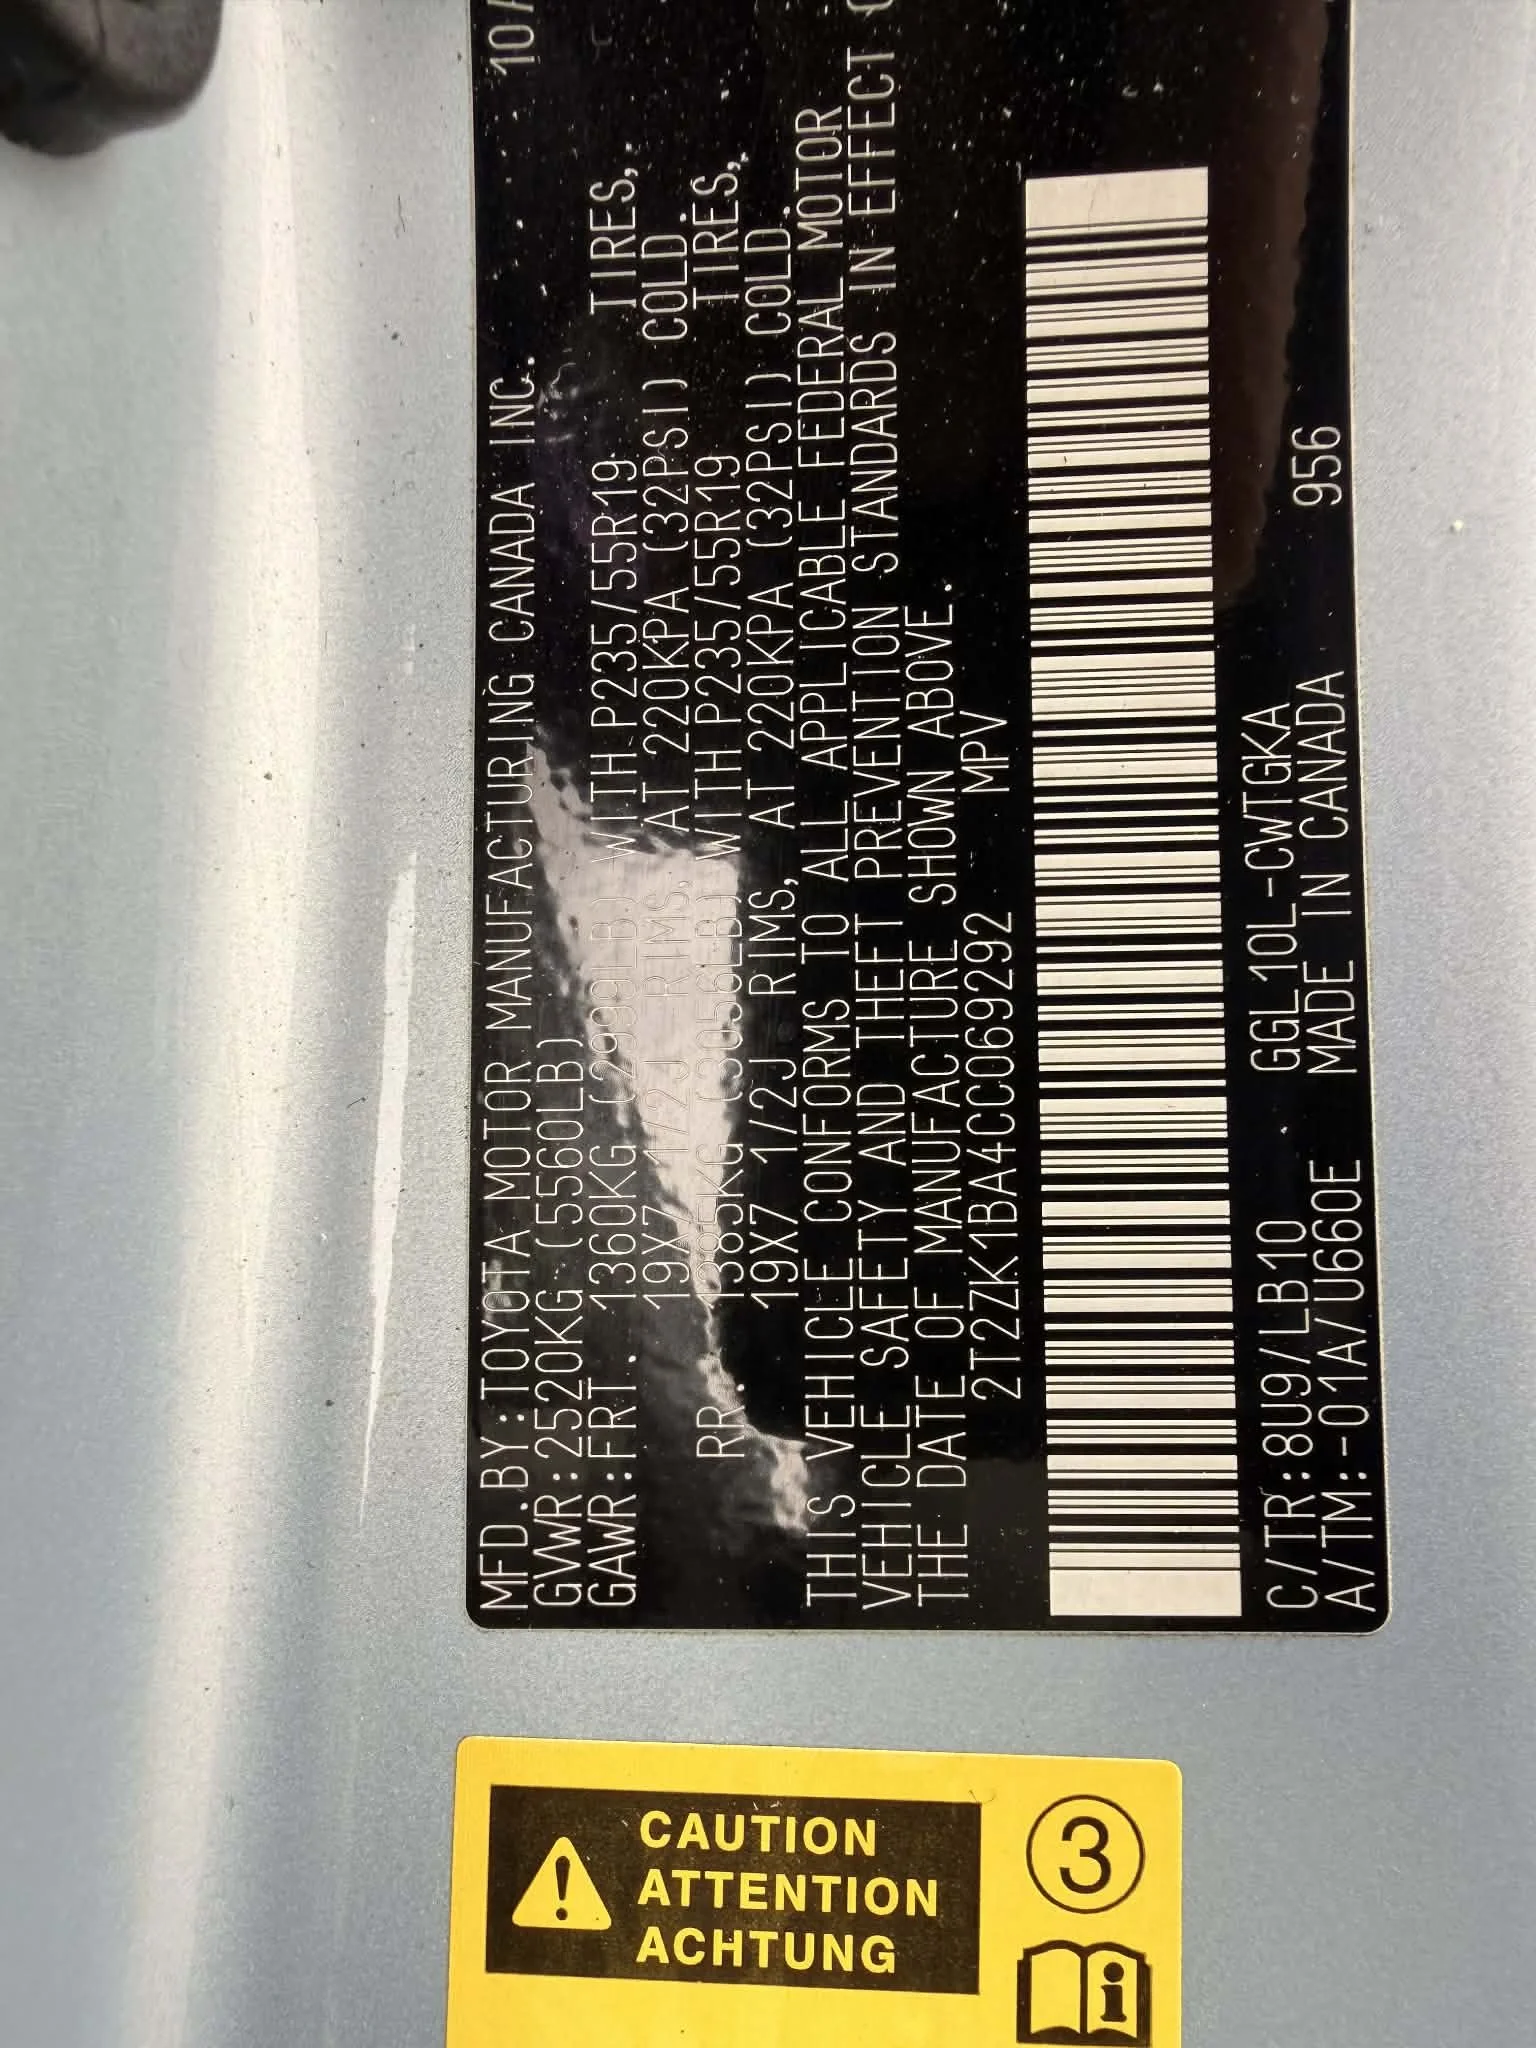 MFD.BY:TOYOTA MOTOR MANUFACTURING CANADA INC. 10/
GVWR:2520KG (5560LB)
GAWR:FRT. 1360KG (2999LB) WITH P235/55R19 TIRES,
19X7 1/2J RIMS, AT 220KPA (32PSI) COLD.
RR. 1385KG (3056LB) WITH P235/55R19 TIRES,
19X7 1/2J RIMS, AT 220KPA (32PSI) COLD.
THIS VEHICLE CONFORMS TO ALL APPLICABLE FEDERAL MOTOR
VEHICLE SAFETY AND THEFT PREVENTION STANDARDS IN EFFECT
THE DATE OF MANUFACTURE SHOWN ABOVE.
2T2ZK1BA4CC069292 MPV
C/TR:8U9/LB10 GGL10L-CWTGKA
A/TM:-01A/U660E MADE IN CANADA 956
CAUTION
ATTENTION
ACHTUNG
3